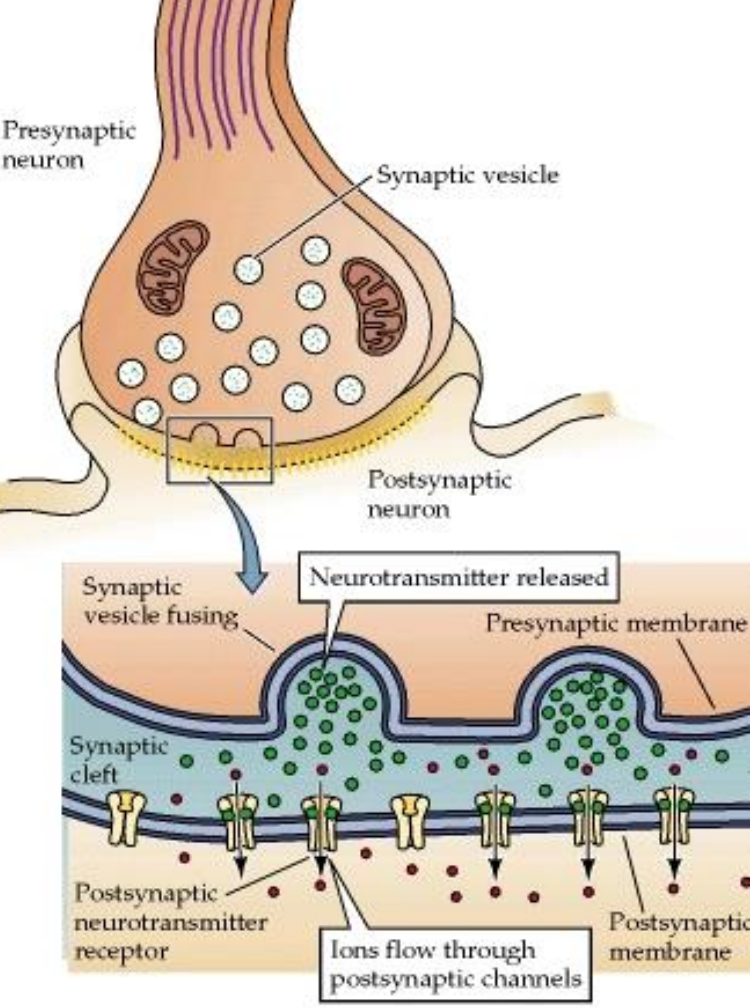 Presynaptic
neuron
Synaptic vesicle
Postsynaptic
neuron
Neurotransmitter released
Synaptic
vesicle fusing
Presynaptic membrane
Synaptic
cleft
Postsynaptic
neurotransmitter
receptor
Ions flow through
postsynaptic channels
Postsynaptic
membrane